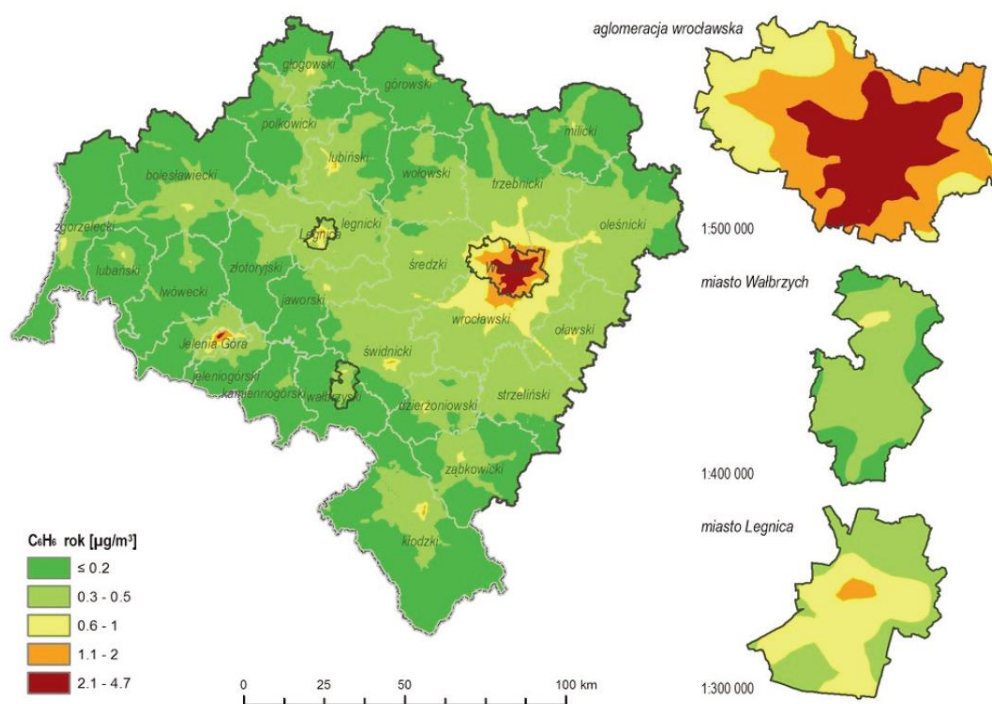 aglomeracja wrocławska
1:500 000
miasto Wałbrzych
1:400 000
miasto Legnica
1:300 000
głogowski
górowski
polkowicki
milicki
lubiński
bolesławiecki
wołowski
trzebnicki
zgorzelecki
legnicki
Legnica
oleśnicki
lubański
złotoryjski
średzki
lwówecki
jaworski
wrocławski
oławski
Jelenia Góra
świdnicki
jeleniogórski
kamiennogórski
wałbrzyski
dzierżoniowski
strzeliński
ząbkowicki
kłodzki
C₆H₆ rok [µg/m³]
≤ 0.2
0.3 - 0.5
0.6 - 1
1.1 - 2
2.1 - 4.7
0 25 50 100 km